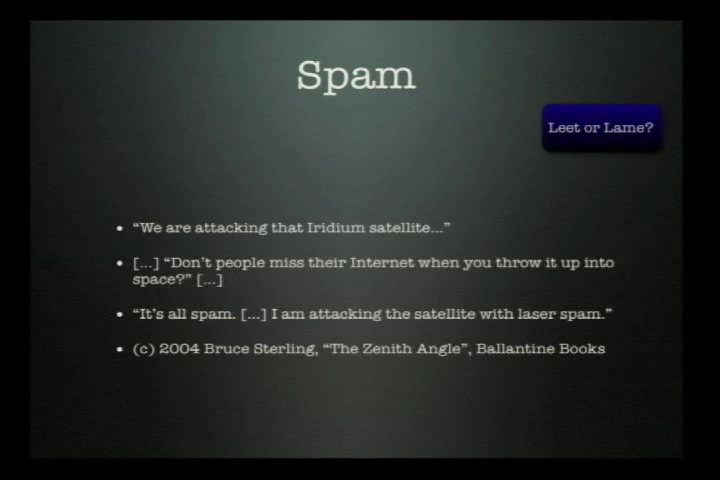 Spam
Leet or Lame?
• “We are attacking that Iridium satellite...”
• [...] “Don’t people miss their Internet when you throw it up into
space?” [...]
• “It’s all spam. [...] I am attacking the satellite with laser spam.”
• (c) 2004 Bruce Sterling, “The Zenith Angle”, Ballantine Books